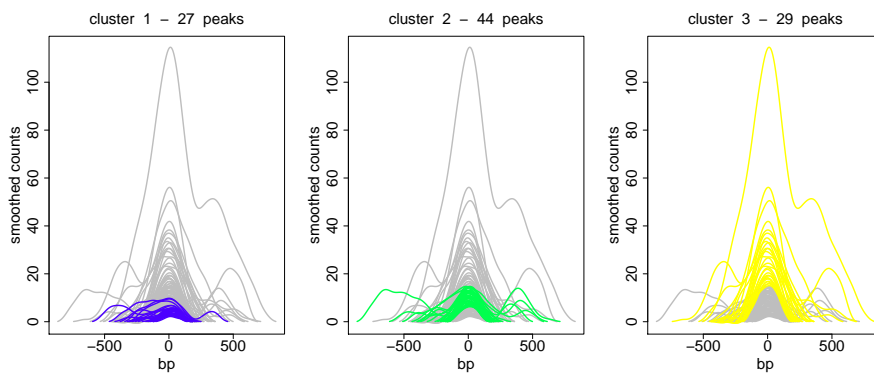 cluster 1 − 27 peaks
smoothed counts
0 20 40 60 80 100
−500 0 500
bp
cluster 2 − 44 peaks
smoothed counts
0 20 40 60 80 100
−500 0 500
bp
cluster 3 − 29 peaks
smoothed counts
0 20 40 60 80 100
−500 0 500
bp